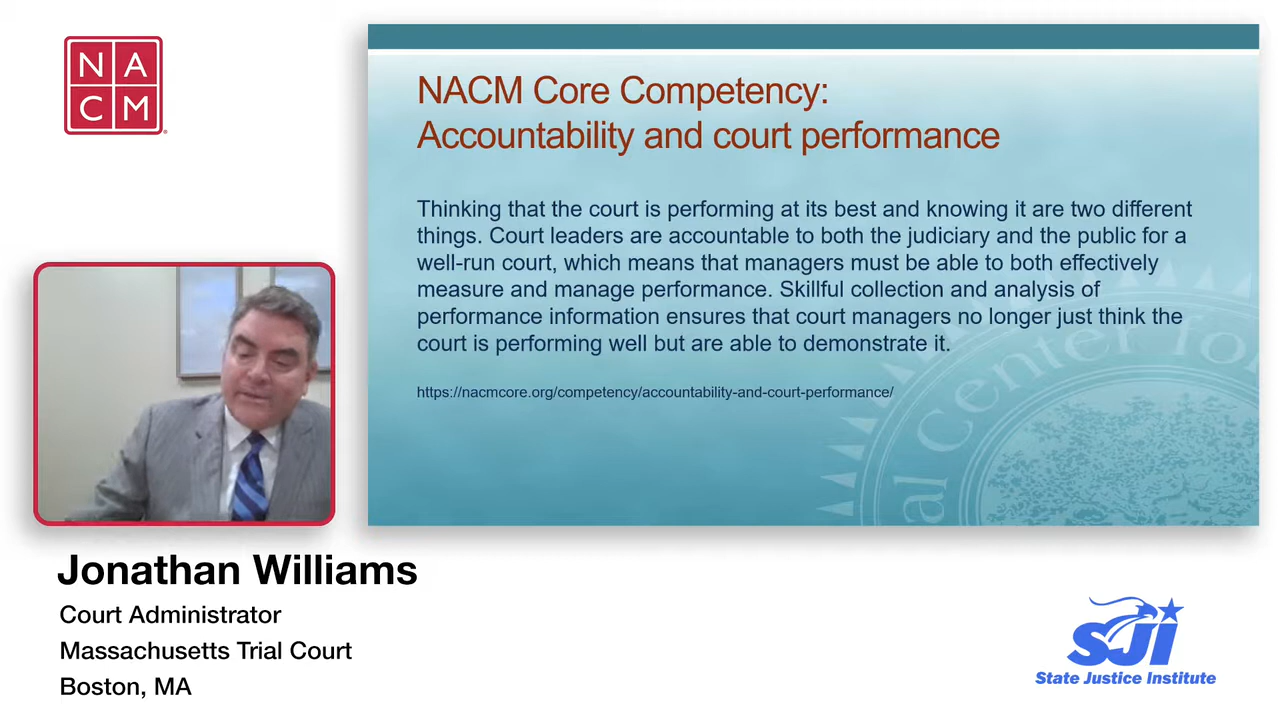 NA
CM
NACM Core Competency:
Accountability and court performance
Thinking that the court is performing at its best and knowing it are two different
things. Court leaders are accountable to both the judiciary and the public for a
well-run court, which means that managers must be able to both effectively
measure and manage performance. Skillful collection and analysis of
performance information ensures that court managers no longer just think the
court is performing well but are able to demonstrate it.
https://nacmcore.org/competency/accountability-and-court-performance/
al Center for
Jonathan Williams
Court Administrator
Massachusetts Trial Court
Boston, MA
SJI
State Justice Institute